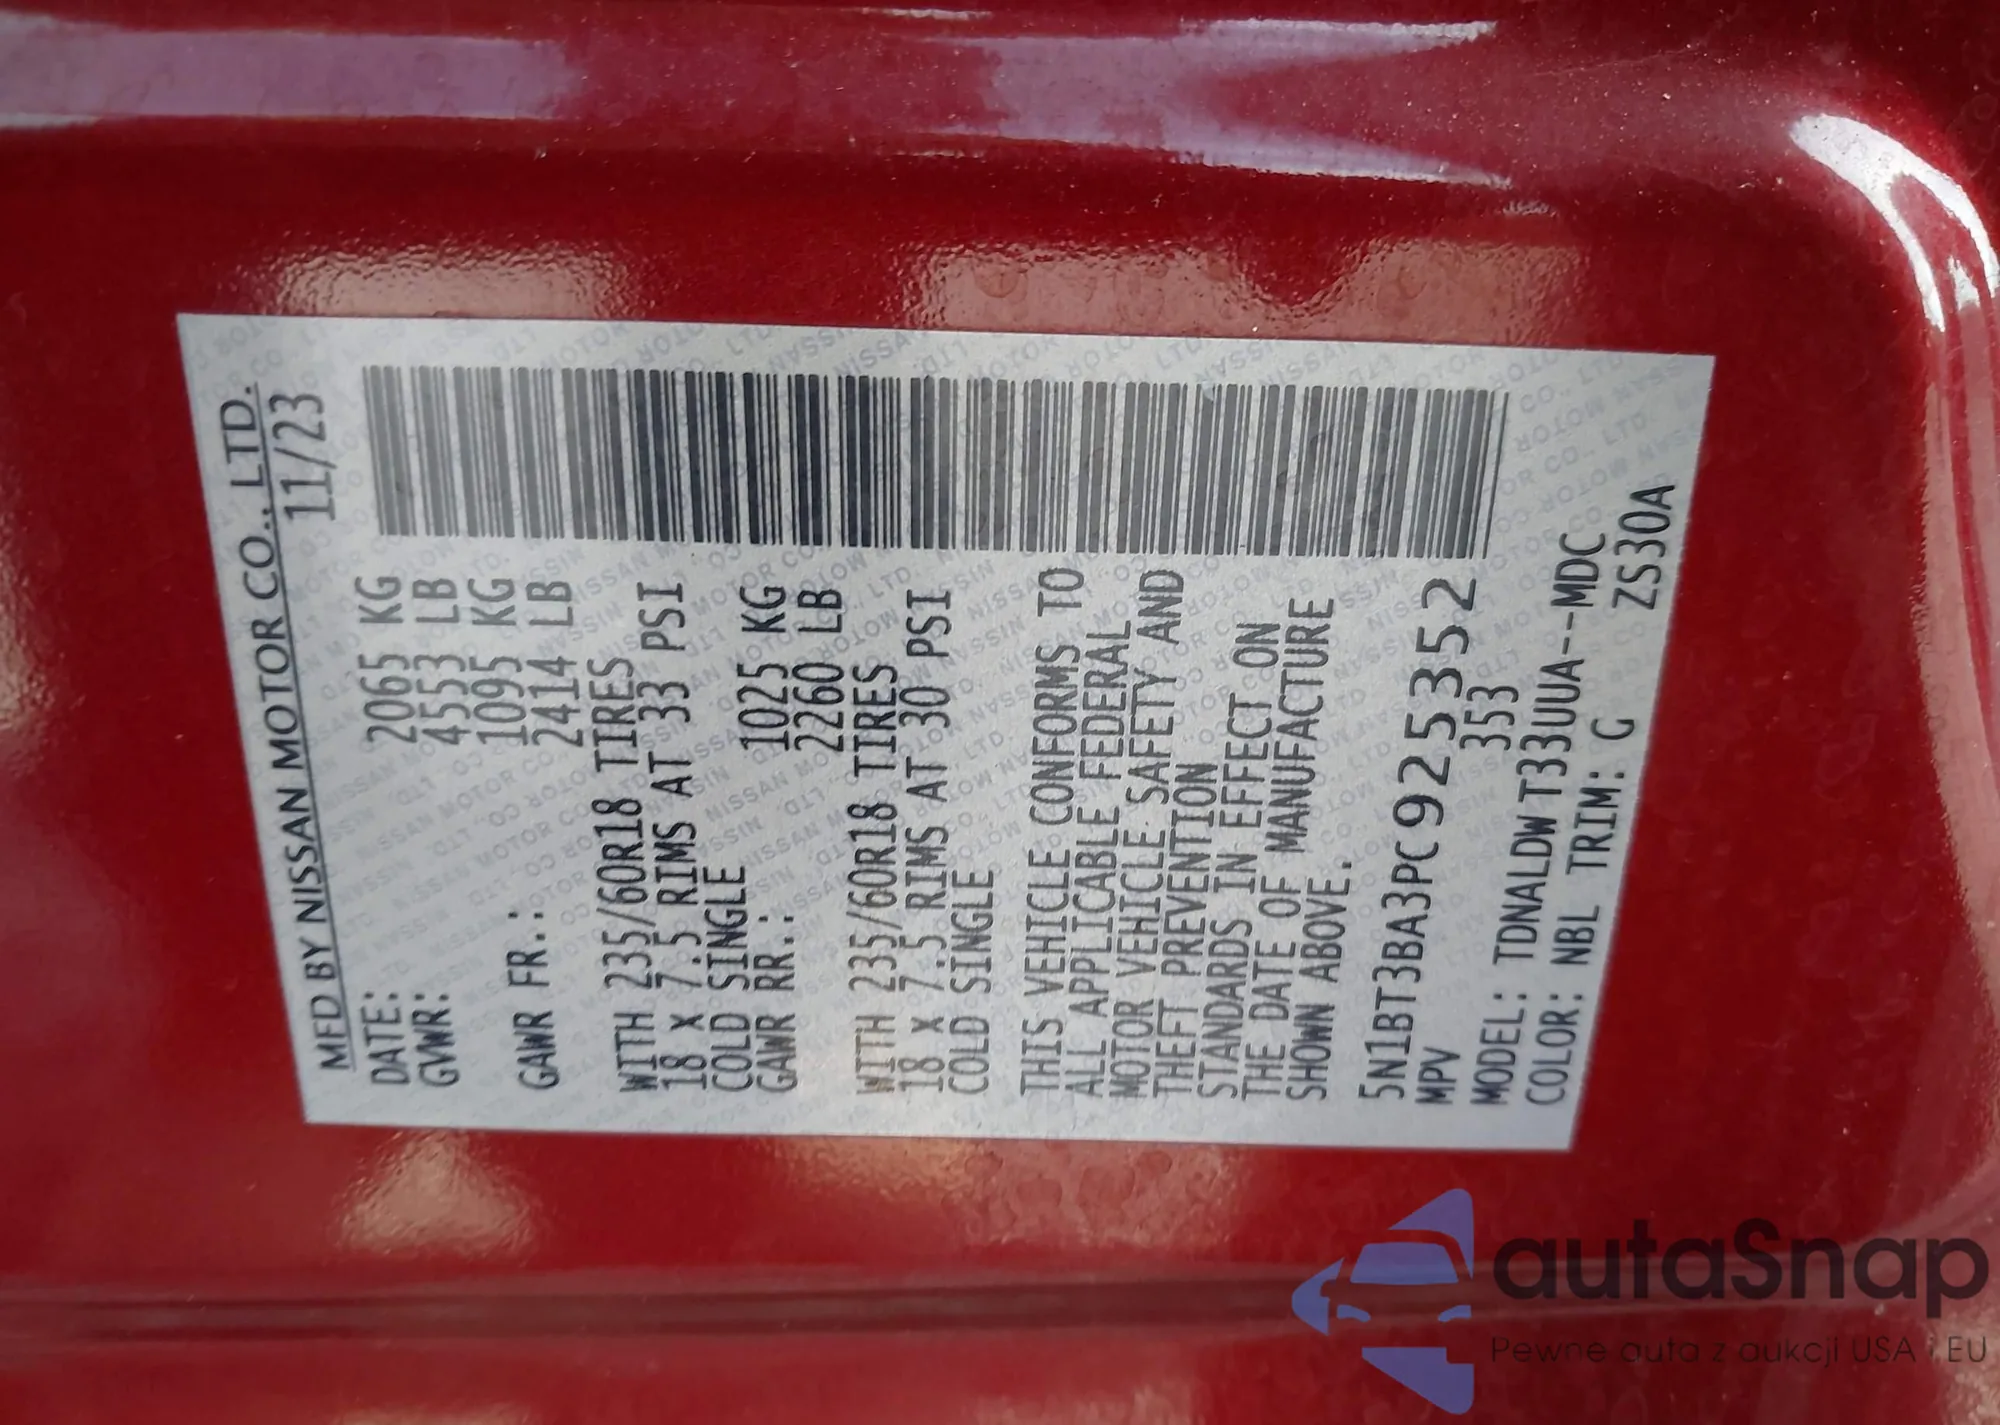 MFD BY NISSAN MOTOR CO., LTD.
DATE: 11/23
GVWR: 2065 KG
4553 LB
GAWR FR.: 1095 KG
2414 LB
WITH 235/60R18 TIRES
18 X 7.5 RIMS AT 33 PSI
COLD SINGLE
GAWR RR.: 1025 KG
2260 LB
WITH 235/60R18 TIRES
18 X 7.5 RIMS AT 30 PSI
COLD SINGLE
THIS VEHICLE CONFORMS TO
ALL APPLICABLE FEDERAL
MOTOR VEHICLE SAFETY AND
THEFT PREVENTION
STANDARDS IN EFFECT ON
THE DATE OF MANUFACTURE
SHOWN ABOVE.
5N1BT3BA3PC925352
MPV 353
MODEL: TDNALDWT33UUA--MDC
COLOR: NBL TRIM: G ZS30A
autaSnap
Pewne auta z aukcji USA i EU